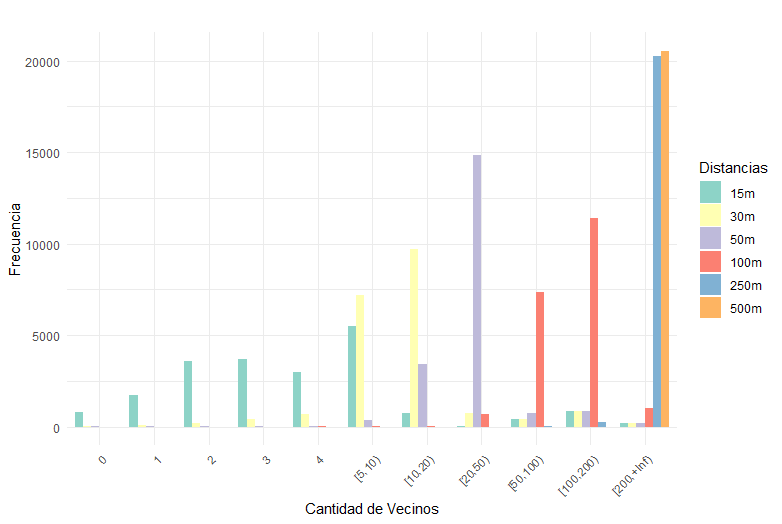 20000
15000
10000
5000
0
Frecuencia
0
1
2
3
4
[5,10)
[10,20)
[20,50)
[50,100)
[100,200)
[200,+Inf)
Cantidad de Vecinos
Distancias
15m
30m
50m
100m
250m
500m